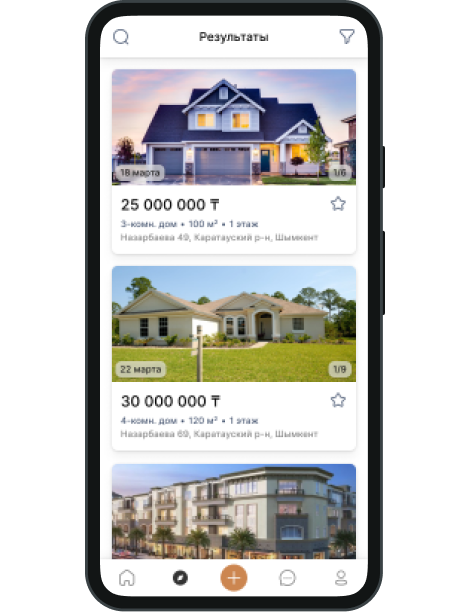 Результаты
18 марта
1/6
25 000 000 ₸
3-комн. дом • 100 м² • 1 этаж
Назарбаева 49, Каратауский р-н, Шымкент
22 марта
1/9
30 000 000 ₸
4-комн. дом • 120 м² • 1 этаж
Назарбаева 69, Каратауский р-н, Шымкент